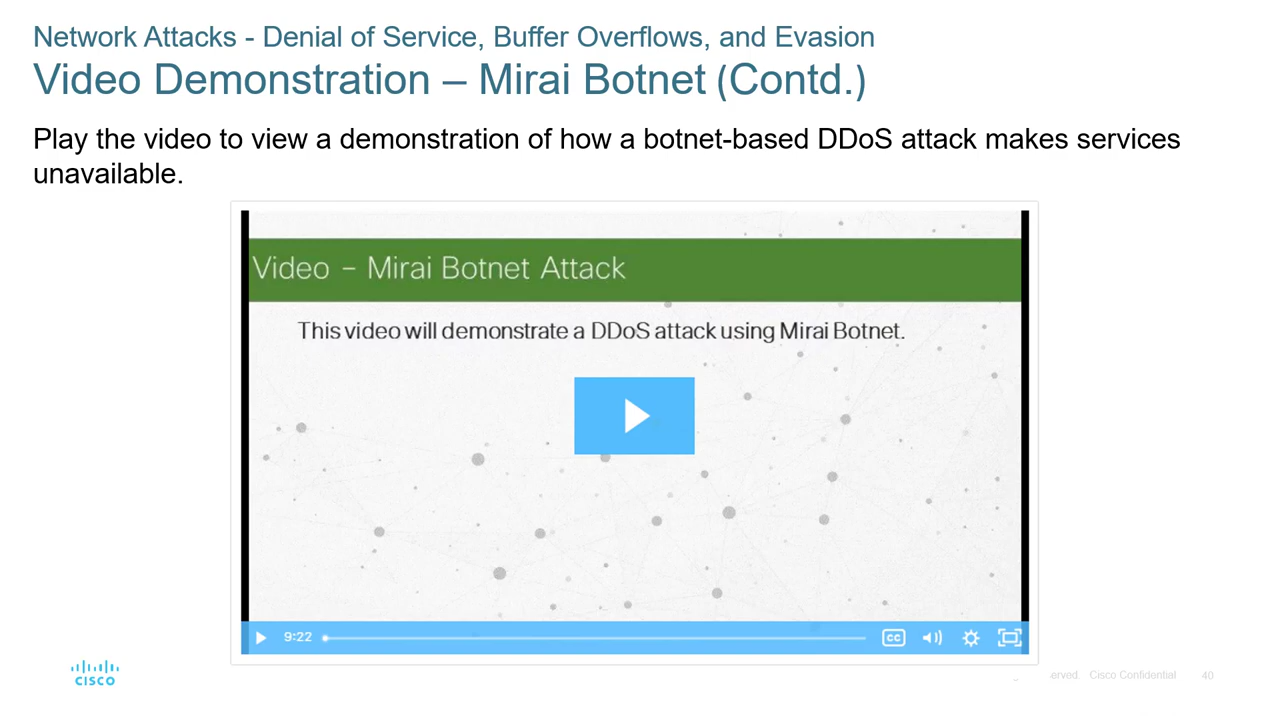 Network Attacks - Denial of Service, Buffer Overflows, and Evasion
Video Demonstration – Mirai Botnet (Contd.)
Play the video to view a demonstration of how a botnet-based DDoS attack makes services
unavailable.
Video – Mirai Botnet Attack
This video will demonstrate a DDoS attack using Mirai Botnet.
9:22
CC
CISCO
erved. Cisco Confidential 40